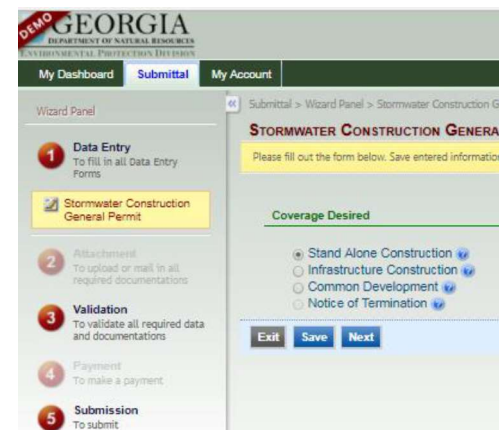 DEMO
GEORGIA
DEPARTMENT OF NATURAL RESOURCES
ENVIRONMENTAL PROTECTION DIVISION
My Dashboard Submittal My Account
Wizard Panel
1 Data Entry
To fill in all Data Entry
Forms
Stormwater Construction
General Permit
2 Attachment
To upload or mail in all
required documentations
3 Validation
To validate all required data
and documentations
4 Payment
To make a payment
5 Submission
To submit
Submittal > Wizard Panel > Stormwater Construction G
STORMWATER CONSTRUCTION GENERA
Please fill out the form below. Save entered information
Coverage Desired
Stand Alone Construction ?
Infrastructure Construction ?
Common Development ?
Notice of Termination ?
Exit Save Next